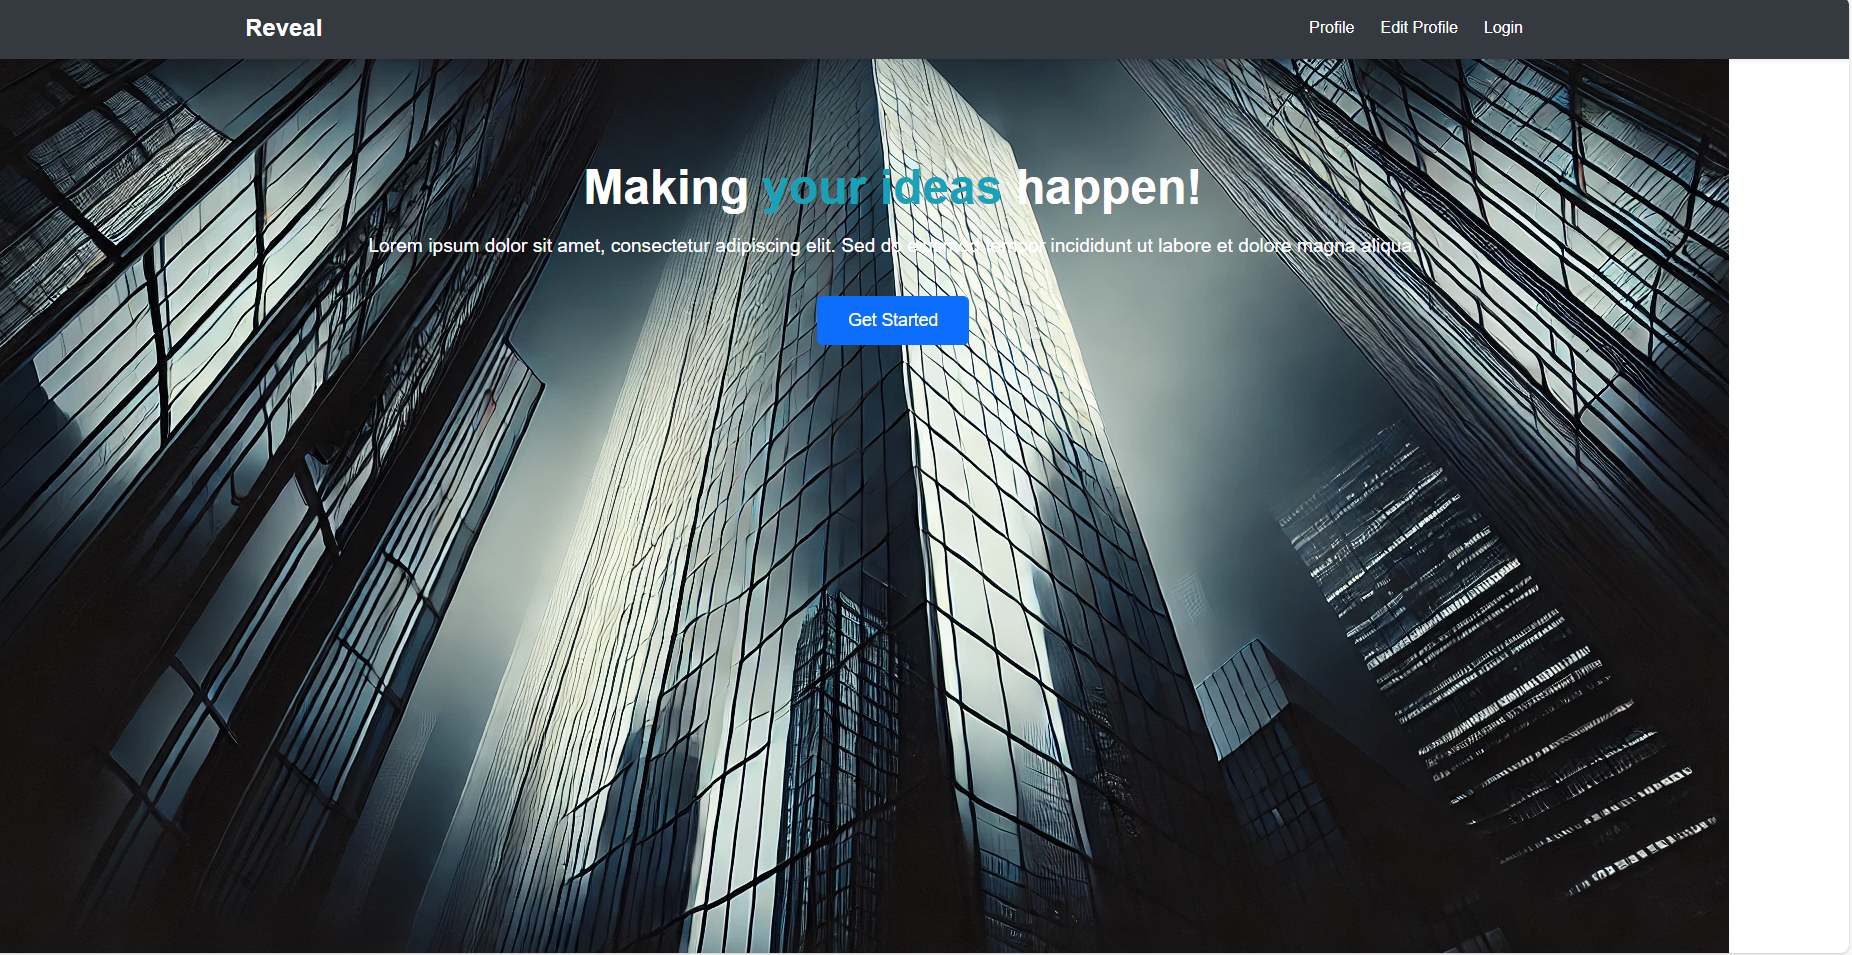 Reveal
Profile Edit Profile Login
Making your ideas happen!
Lorem ipsum dolor sit amet, consectetur adipiscing elit. Sed do eiusmod tempor incididunt ut labore et dolore magna aliqua.
Get Started